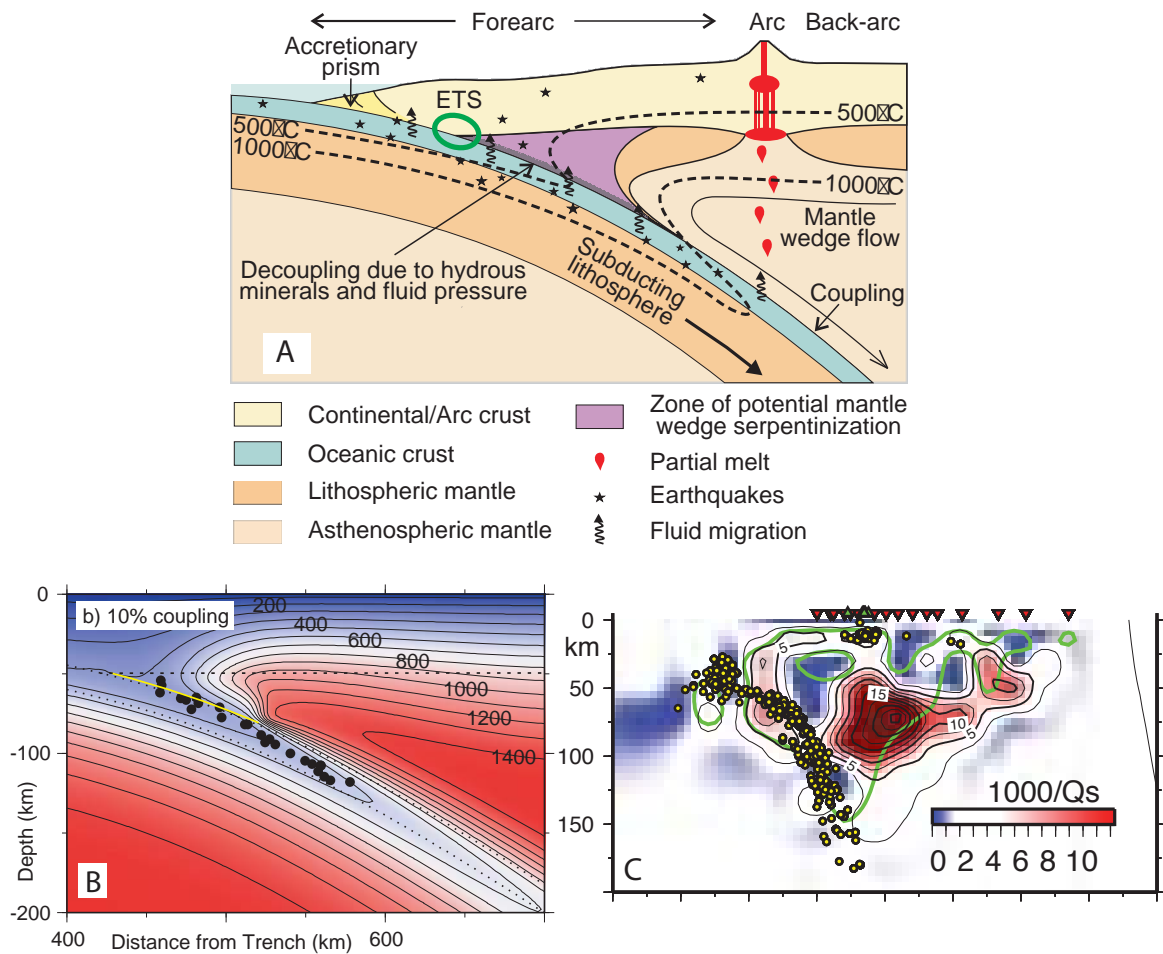 Forearc
Arc
Back-arc
Accretionary
prism
ETS
500�C
1000�C
500�C
1000�C
Mantle
wedge flow
Decoupling due to hydrous
minerals and fluid pressure
Subducting
lithosphere
Coupling
A
Continental/Arc crust
Oceanic crust
Lithospheric mantle
Asthenospheric mantle
Zone of potential mantle
wedge serpentinization
Partial melt
Earthquakes
Fluid migration
b) 10% coupling
0
-100
-200
Depth (km)
200
400
600
800
1000
1200
1400
B
400
Distance from Trench (km)
600
0
km
50
100
150
5
15
10
5
5
1000/Qs
0 2 4 6 8 10
C